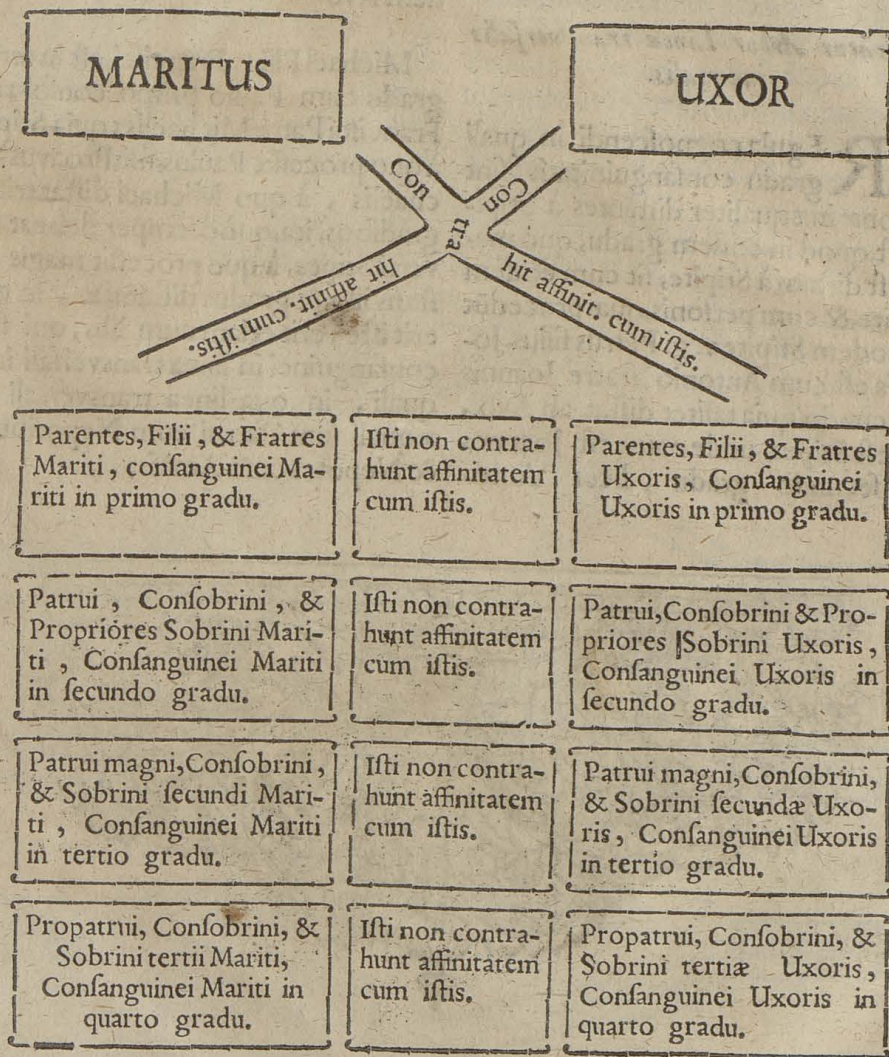 MARITUS
UXOR
Con
Con
tra
hit affinit. cum iſtis.
hit affinit. cum iſtis.
Parentes, Filii, & Fratres
Mariti, conſanguinei Ma-
riti in primo gradu.
Iſti non contra-
hunt affinitatem
cum iſtis.
Parentes, Filii, & Fratres
Uxoris, Conſanguinei
Uxoris in primo gradu.
Patrui, Conſobrini, &
Proprióres Sobrini Mari-
ti, Conſanguinei Mariti
in ſecundo gradu.
Iſti non contra-
hunt affinitatem
cum iſtis.
Patrui, Conſobrini & Pro-
priores Sobrini Uxoris,
Conſanguinei Uxoris in
ſecundo gradu.
Patrui magni, Conſobrini,
& Sobrini ſecundi Mari-
ti, Conſanguinei Mariti
in tertio gradu.
Iſti non contra-
hunt affinitatem
cum iſtis.
Patrui magni, Conſobrini,
& Sobrini ſecundæ Uxo-
ris, Conſanguinei Uxoris
in tertio gradu.
Propatrui, Conſobrini, &
Sobrini tertii Mariti,
Conſanguinei Mariti in
quarto gradu.
Iſti non contra-
hunt affinitatem
cum iſtis.
Propatrui, Conſobrini, &
Sobrini tertiæ Uxoris,
Conſanguinei Uxoris in
quarto gradu.